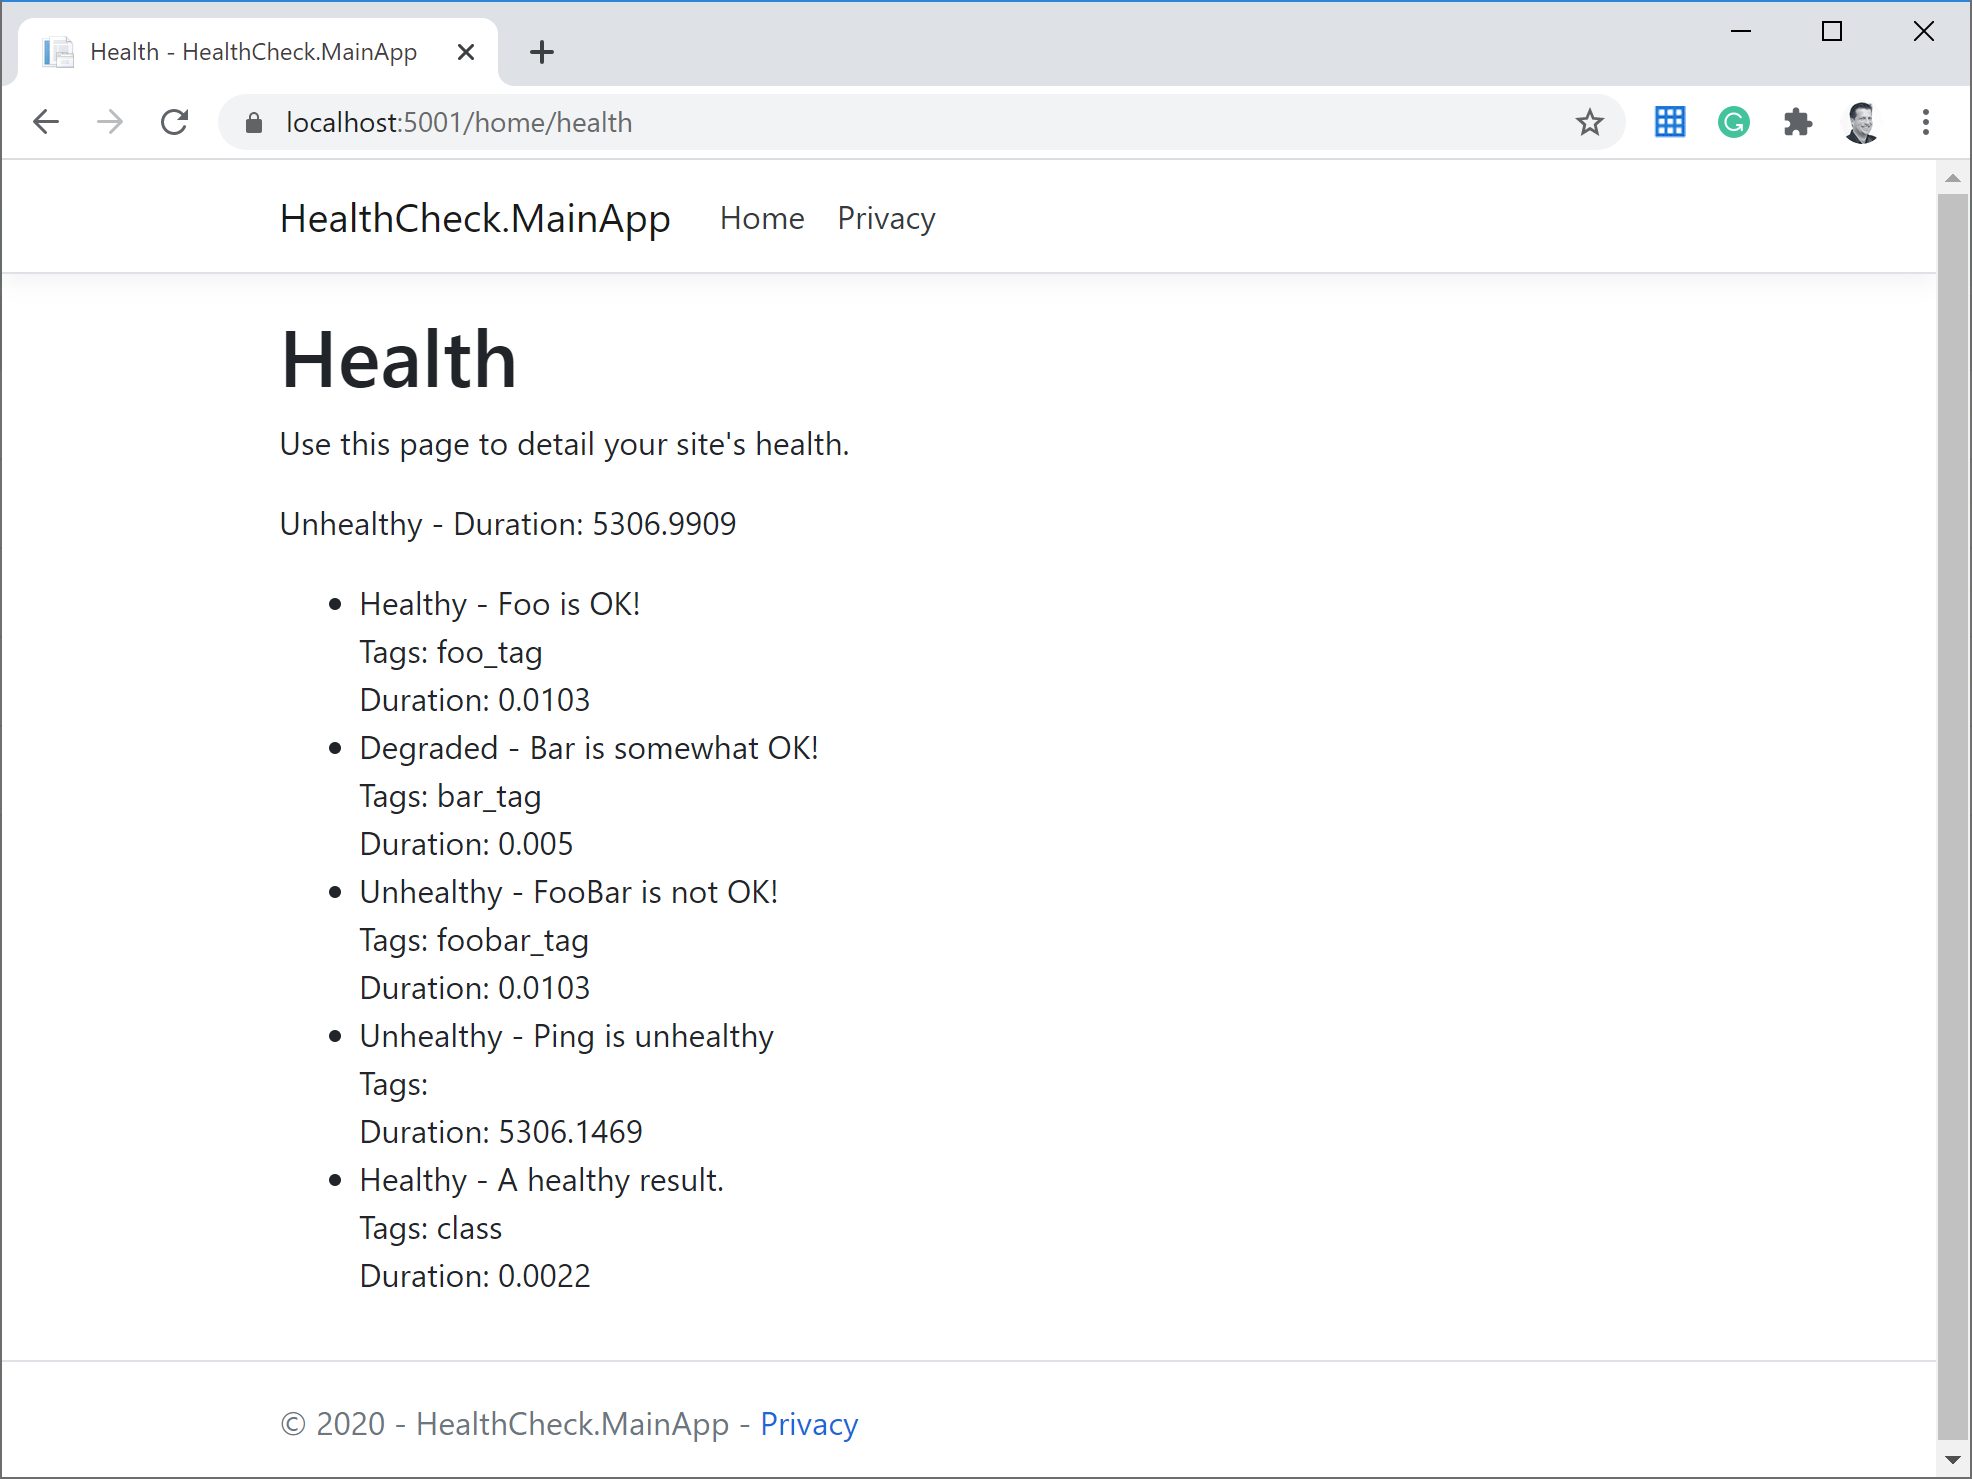 Health - HealthCheck.MainApp
localhost:5001/home/health
HealthCheck.MainApp Home Privacy
Health
Use this page to detail your site's health.
Unhealthy - Duration: 5306.9909
• Healthy - Foo is OK!
Tags: foo_tag
Duration: 0.0103
• Degraded - Bar is somewhat OK!
Tags: bar_tag
Duration: 0.005
• Unhealthy - FooBar is not OK!
Tags: foobar_tag
Duration: 0.0103
• Unhealthy - Ping is unhealthy
Tags:
Duration: 5306.1469
• Healthy - A healthy result.
Tags: class
Duration: 0.0022
© 2020 - HealthCheck.MainApp - Privacy